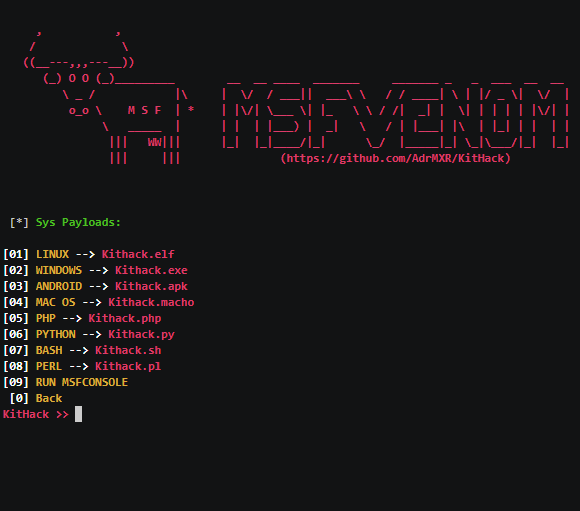 M S F
MSFVENOM
(https://github.com/AdrMXR/KitHack)
[*] Sys Payloads:
[01] LINUX --> Kithack.elf
[02] WINDOWS --> Kithack.exe
[03] ANDROID --> Kithack.apk
[04] MAC OS --> Kithack.macho
[05] PHP --> Kithack.php
[06] PYTHON --> Kithack.py
[07] BASH --> Kithack.sh
[08] PERL --> Kithack.pl
[09] RUN MSFCONSOLE
[0] Back
KitHack >>